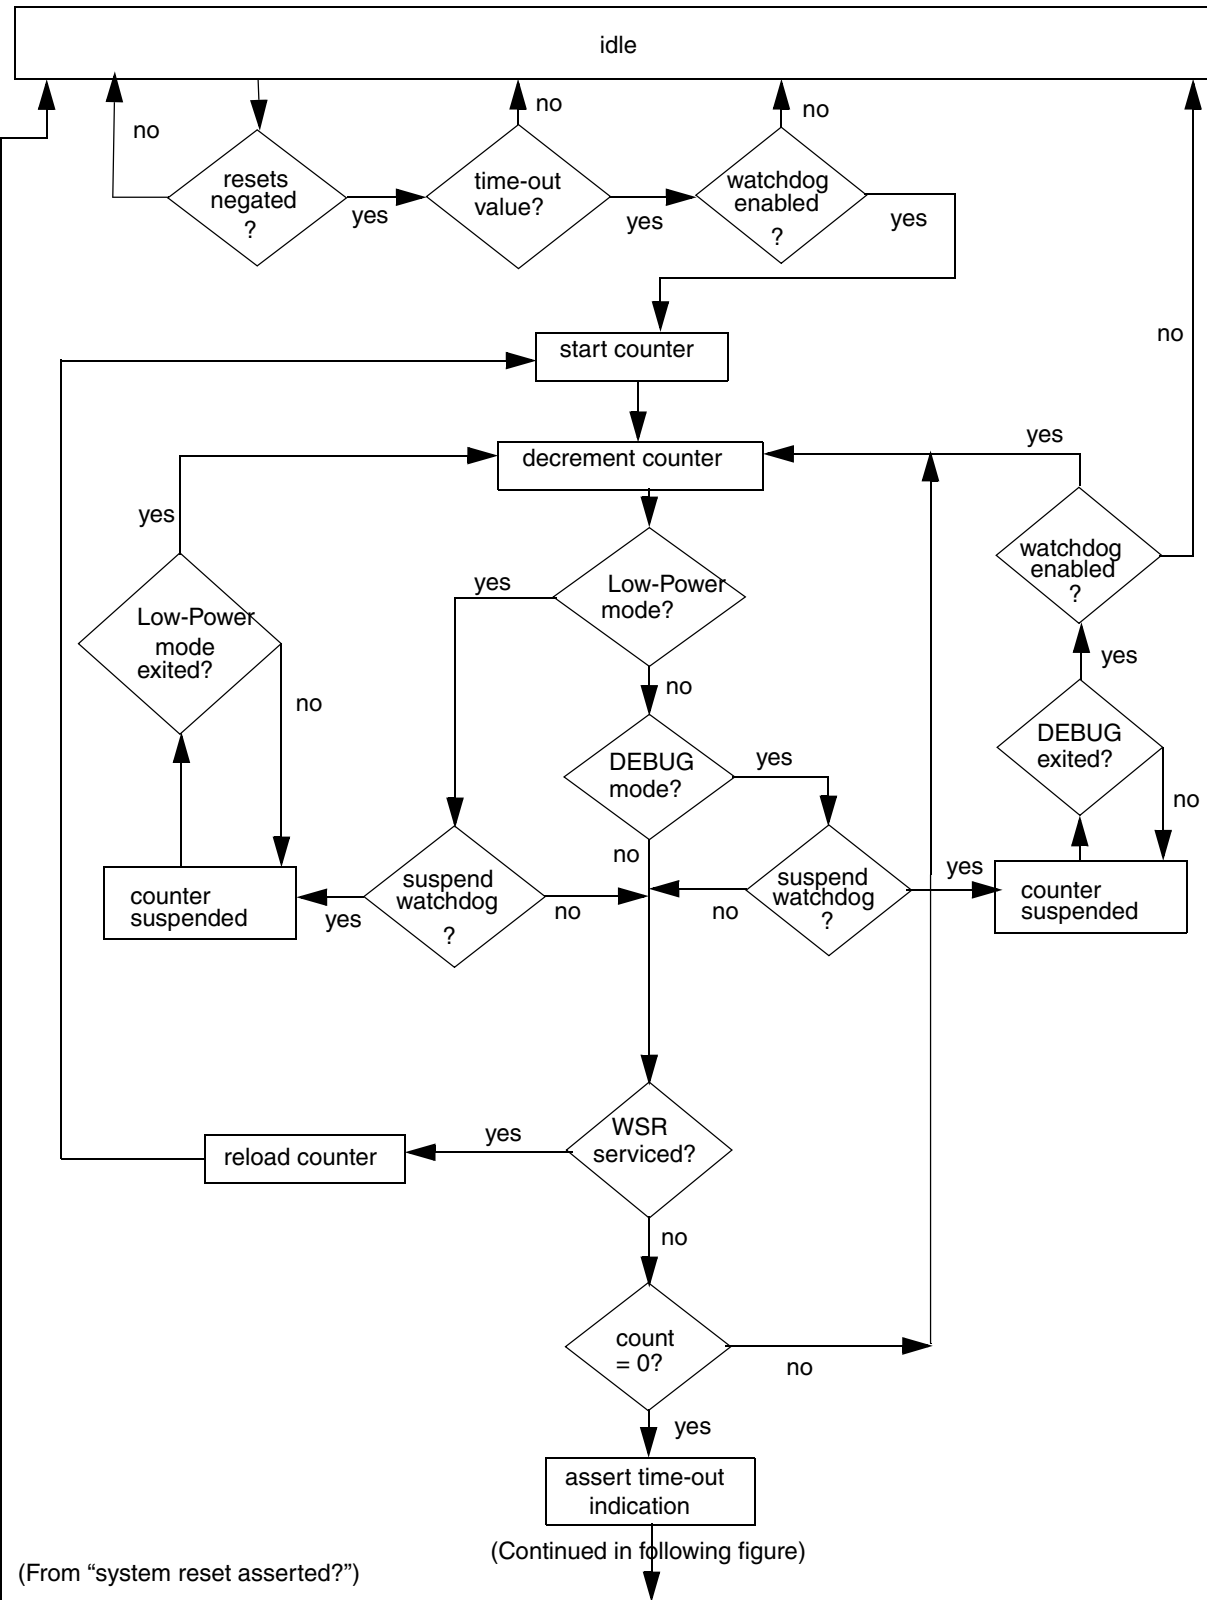 idle
no
no
no
resets
negated
?
yes
time-out
value?
yes
watchdog
enabled
?
yes
no
start counter
yes
decrement counter
yes
yes
Low-Power
mode?
watchdog
enabled
?
Low-Power
mode
exited?
no
no
yes
DEBUG
mode?
yes
DEBUG
exited?
no
no
counter
suspended
yes
suspend
watchdog
?
no
no
suspend
watchdog
?
yes
counter
suspended
WSR
serviced?
yes
reload counter
no
count
= 0?
no
yes
assert time-out
indication
(Continued in following figure)
(From “system reset asserted?”)